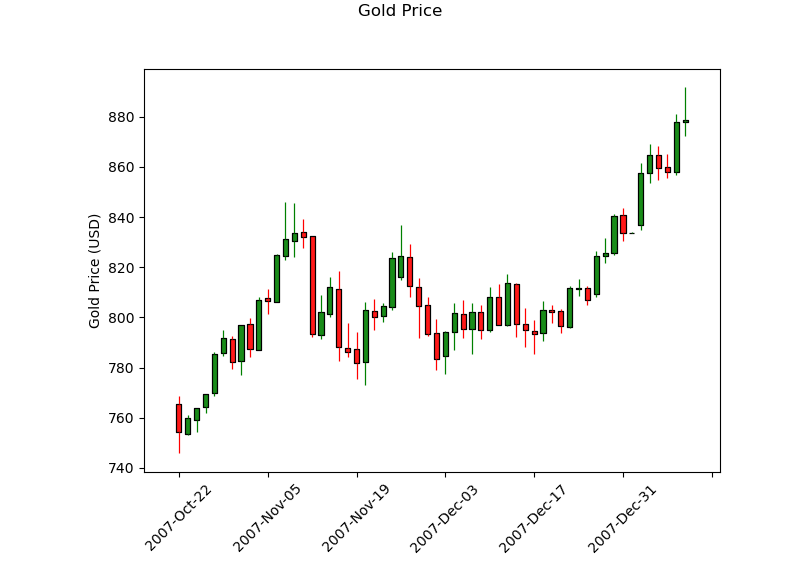 Gold Price
Gold Price (USD)
880
860
840
820
800
780
760
740
2007-Oct-22
2007-Nov-05
2007-Nov-19
2007-Dec-03
2007-Dec-17
2007-Dec-31